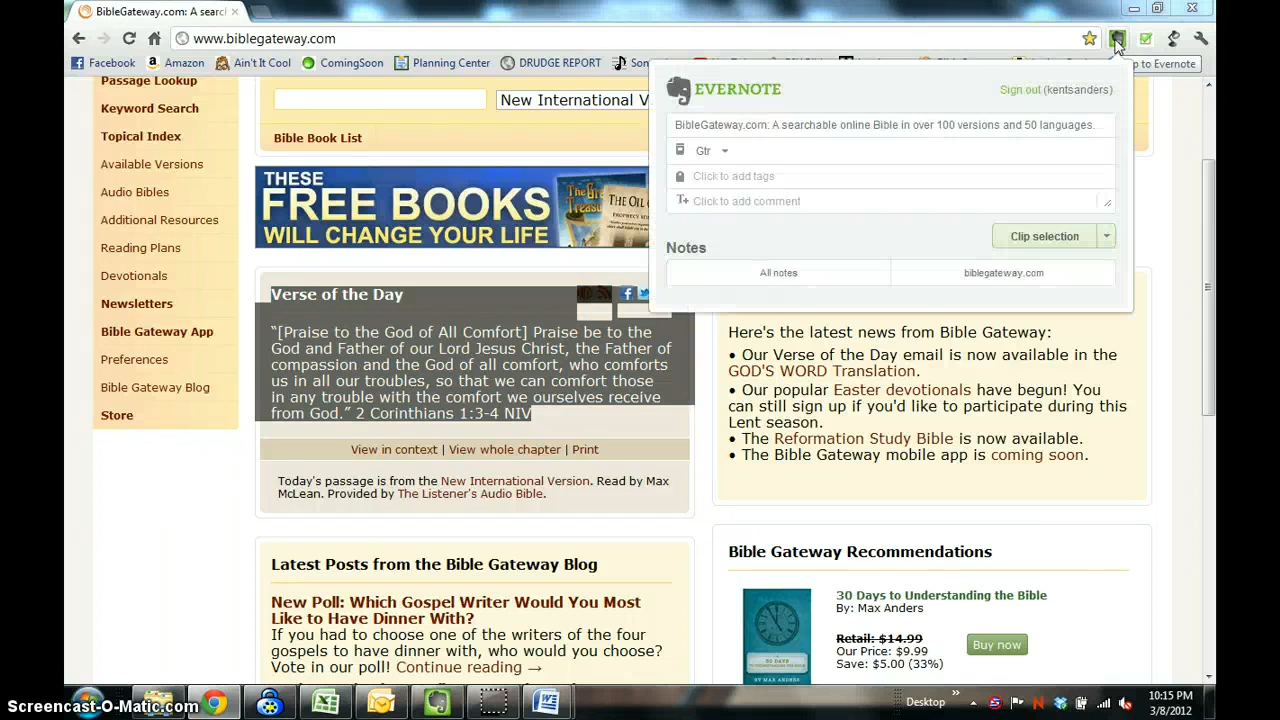 BibleGateway.com: A searc
www.biblegateway.com
Facebook
Amazon
Ain't It Cool
ComingSoon
Planning Center
DRUDGE REPORT
p to Evernote
Passage Lookup
Keyword Search
Topical Index
Available Versions
Audio Bibles
Additional Resources
Reading Plans
Devotionals
Newsletters
Bible Gateway App
Preferences
Bible Gateway Blog
Store
New International V
Bible Book List
EVERNOTE
Sign out (kentsanders)
BibleGateway.com: A searchable online Bible in over 100 versions and 50 languages.
Gtr
Click to add tags
Click to add comment
Clip selection
Notes
All notes
biblegateway.com
THESE
FREE BOOKS
WILL CHANGE YOUR LIFE
Verse of the Day
“[Praise to the God of All Comfort] Praise be to the
God and Father of our Lord Jesus Christ, the Father of
compassion and the God of all comfort, who comforts
us in all our troubles, so that we can comfort those
in any trouble with the comfort we ourselves receive
from God.” 2 Corinthians 1:3-4 NIV
View in context | View whole chapter | Print
Today's passage is from the New International Version. Read by Max
McLean. Provided by The Listener's Audio Bible.
Here's the latest news from Bible Gateway:
• Our Verse of the Day email is now available in the
GOD'S WORD Translation.
• Our popular Easter devotionals have begun! You
can still sign up if you'd like to participate during this
Lent season.
• The Reformation Study Bible is now available.
• The Bible Gateway mobile app is coming soon.
Latest Posts from the Bible Gateway Blog
New Poll: Which Gospel Writer Would You Most
Like to Have Dinner With?
If you had to choose one of the writers of the four
gospels to have dinner with, who would you choose?
Vote in our poll! Continue reading →
Bible Gateway Recommendations
30 Days to Understanding the Bible
By: Max Anders
Retail: $14.99
Our Price: $9.99
Save: $5.00 (33%)
Buy now
Desktop
10:15 PM
3/8/2012
Screencast-O-Matic.com